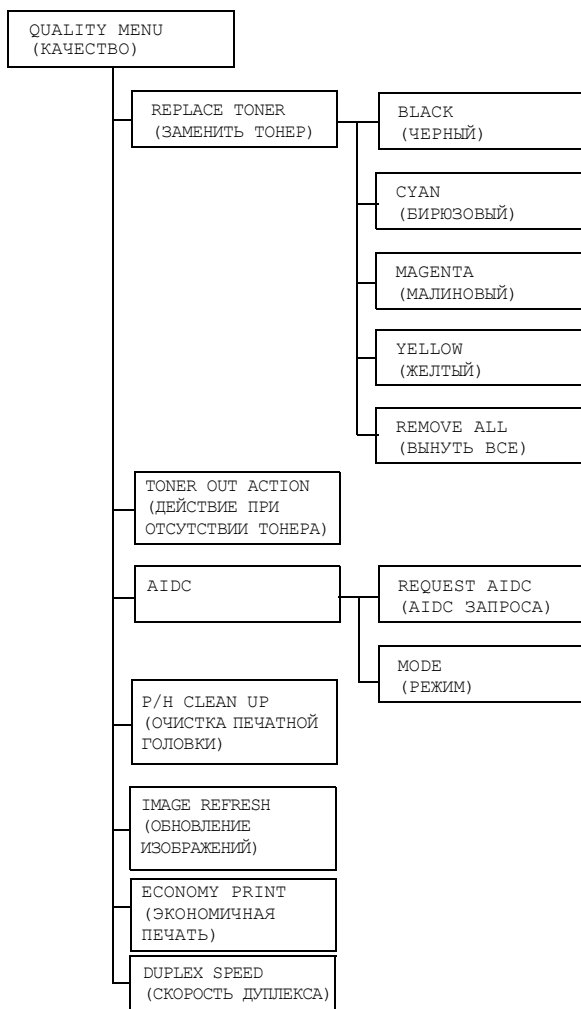 QUALITY MENU
(КАЧЕСТВО)
REPLACE TONER
(ЗАМЕНИТЬ ТОНЕР)
BLACK
(ЧЕРНЫЙ)
CYAN
(БИРЮЗОВЫЙ)
MAGENTA
(МАЛИНОВЫЙ)
YELLOW
(ЖЕЛТЫЙ)
REMOVE ALL
(ВЫНУТЬ ВСЕ)
TONER OUT ACTION
(ДЕЙСТВИЕ ПРИ
ОТСУТСТВИИ ТОНЕРА)
AIDC
REQUEST AIDC
(AIDC ЗАПРОСА)
MODE
(РЕЖИМ)
P/H CLEAN UP
(ОЧИСТКА ПЕЧАТНОЙ
ГОЛОВКИ)
IMAGE REFRESH
(ОБНОВЛЕНИЕ
ИЗОБРАЖЕНИЙ)
ECONOMY PRINT
(ЭКОНОМИЧНАЯ
ПЕЧАТЬ)
DUPLEX SPEED
(СКОРОСТЬ ДУПЛЕКСА)